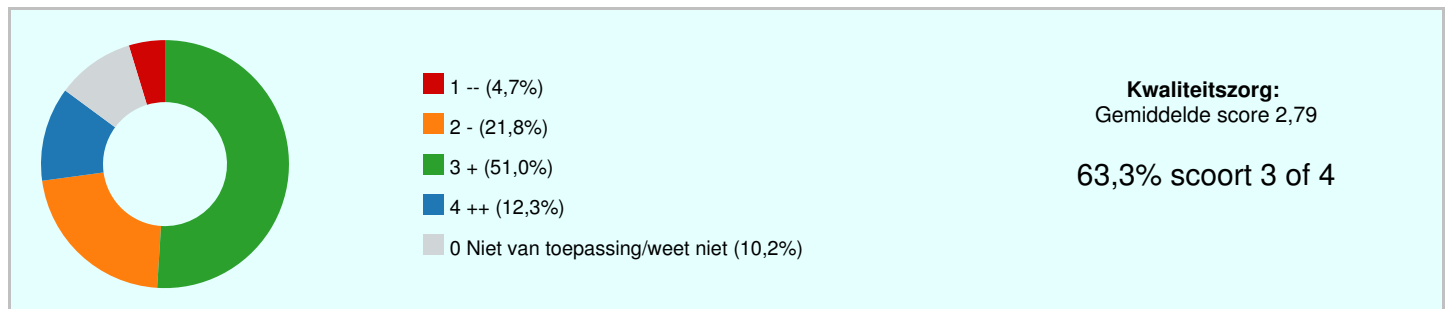 1 -- (4,7%)
2 - (21,8%)
3 + (51,0%)
4 ++ (12,3%)
0 Niet van toepassing/weet niet (10,2%)
Kwaliteitszorg:
Gemiddelde score 2,79
63,3% scoort 3 of 4